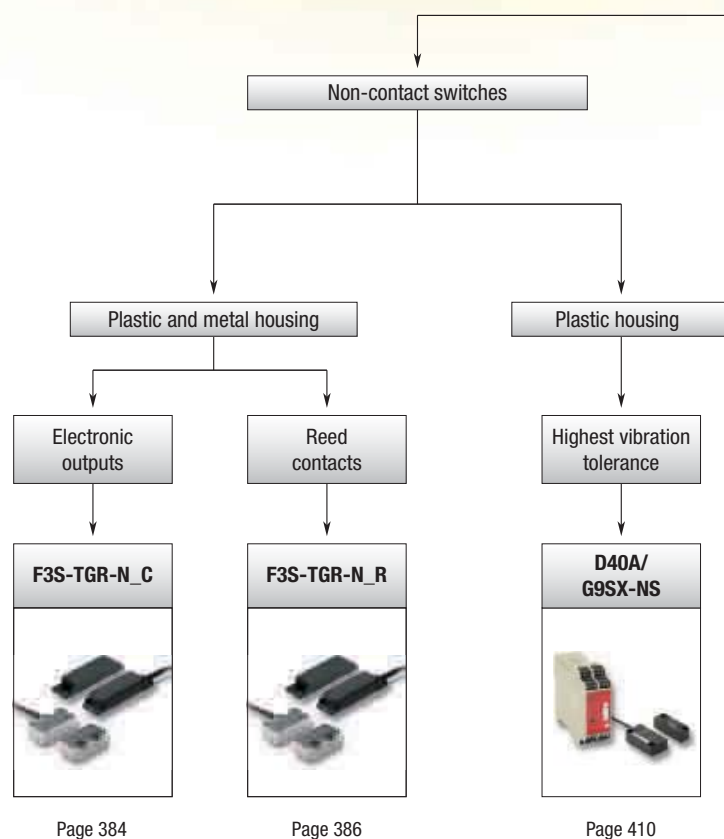 Non-contact switches
Plastic and metal housing
Plastic housing
Electronic
outputs
Reed
contacts
Highest vibration
tolerance
F3S-TGR-N_C
F3S-TGR-N_R
D40A/
G9SX-NS
Page 384
Page 386
Page 410